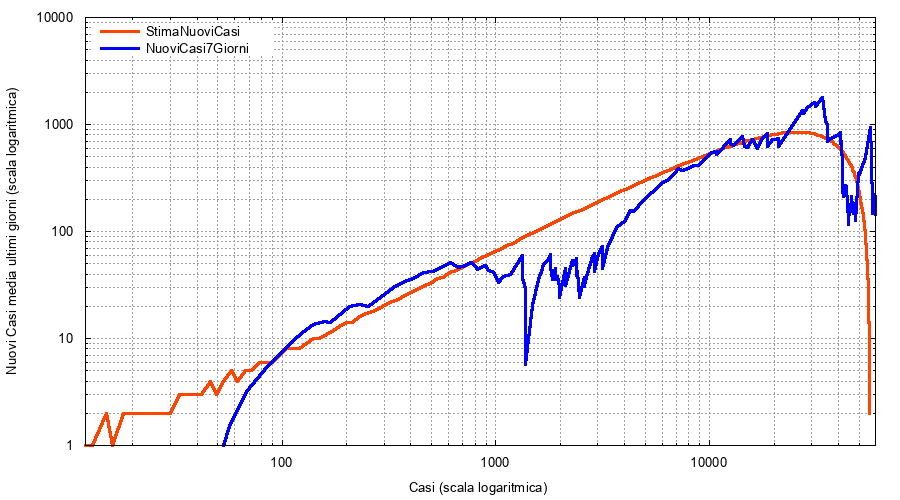 10000
1000
100
10
1
StimaNuoviCasi
NuoviCasi7Giorni
Nuovi Casi media ultimi giorni (scala logaritmica)
100
1000
10000
Casi (scala logaritmica)